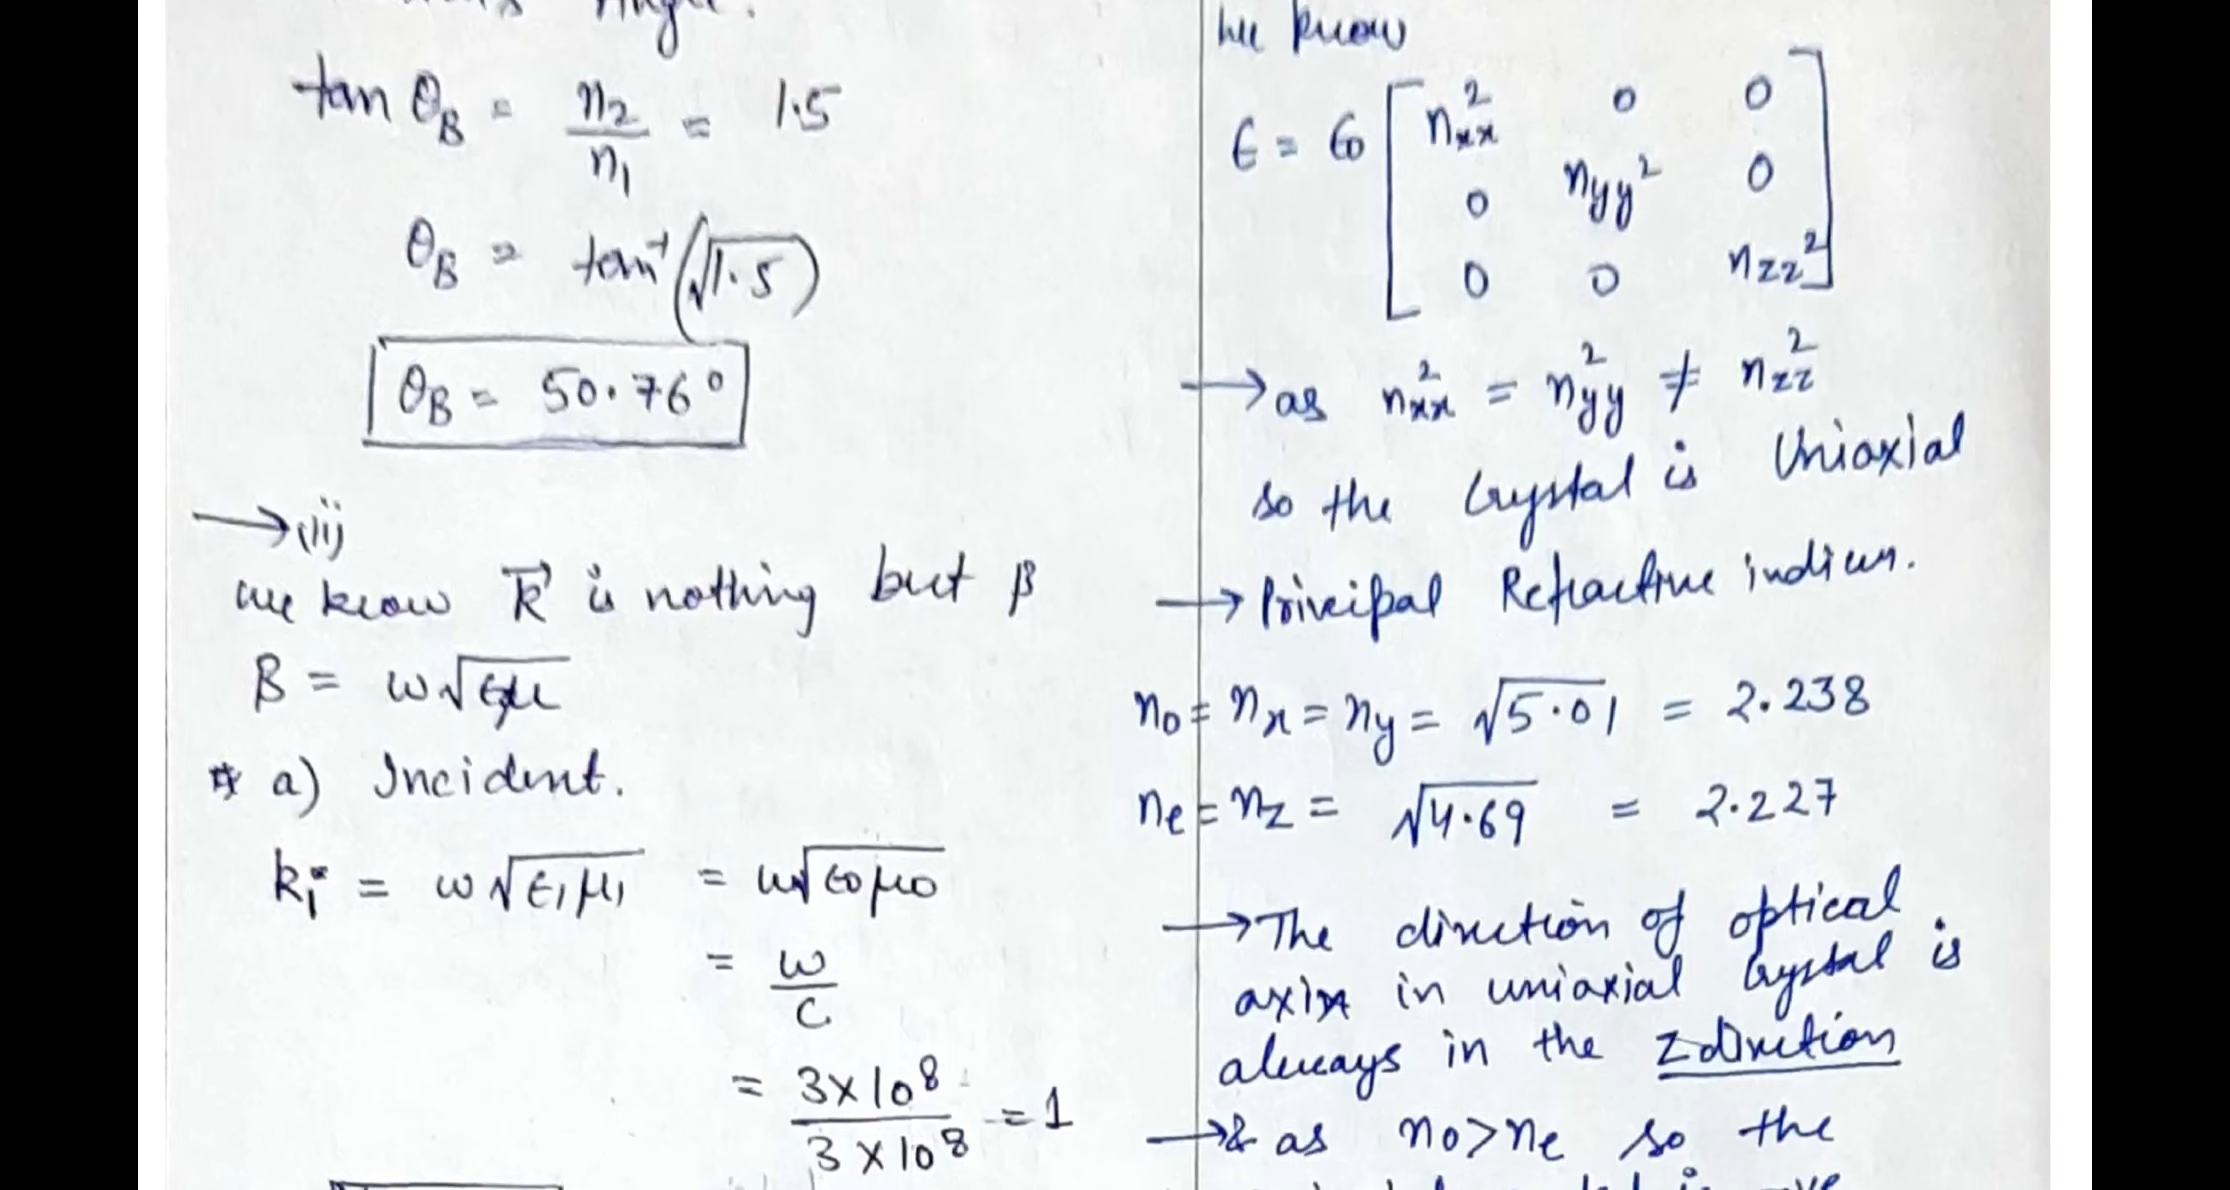 Angle.
tan θB = n2/n1 = 1.5
θB = tan⁻¹(√1.5)
θB = 50.76°
→(ii)
we know k⃗ is nothing but β
β = ω√εμ
* a) Incident.
ki = ω√ε1μ1 = ω√ε0μ0
= ω/c
= 3×10⁸/3×10⁸ = 1
we know
ε = ε0 [nxx² 0 0
0 nyy² 0
0 0 nzz²]
→ as nxx² = nyy² ≠ nzz²
so the Crystal is Uniaxial
→ Principal Refractive indices.
no = nx = ny = √5.01 = 2.238
ne = nz = √4.69 = 2.227
→ The direction of optical
axis in uniaxial Crystal is
always in the Z direction
→ & as no>ne so the